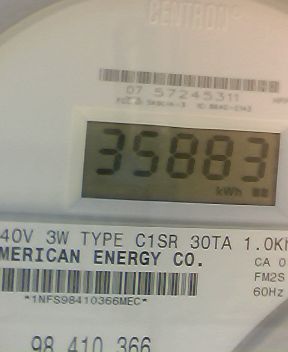 CENTRON
07 57245311
35883
kWh
40V 3W TYPE C1SR 30TA 1.0Kh
MERICAN ENERGY CO.
CA 0
FM2S
*1NFS98410366MEC*
60Hz
98 410 366